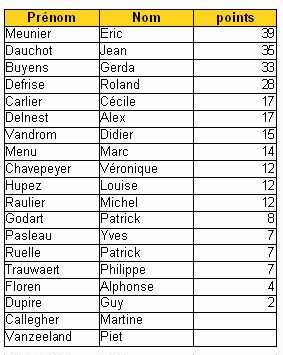 Prénom Nom points
Meunier Eric 39
Dauchot Jean 35
Buyens Gerda 33
Defrise Roland 28
Carlier Cécile 17
Delnest Alex 17
Vandrom Didier 15
Menu Marc 14
Chavepeyer Véronique 12
Hupez Louise 12
Raulier Michel 12
Godart Patrick 8
Pasleau Yves 7
Ruelle Patrick 7
Trauwaert Philippe 7
Floren Alphonse 4
Dupire Guy 2
Callegher Martine
Vanzeeland Piet